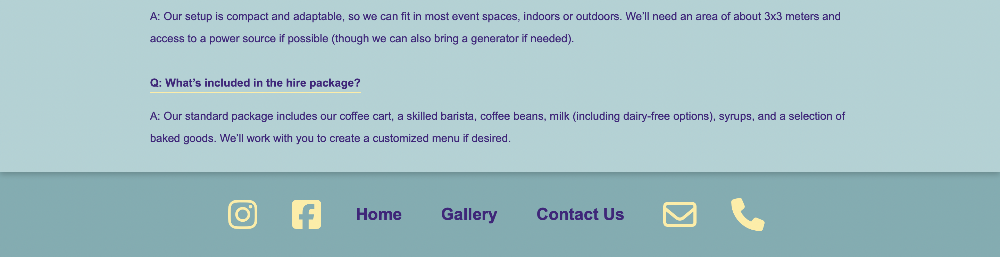 A: Our setup is compact and adaptable, so we can fit in most event spaces, indoors or outdoors. We’ll need an area of about 3x3 meters and
access to a power source if possible (though we can also bring a generator if needed).
Q: What’s included in the hire package?
A: Our standard package includes our coffee cart, a skilled barista, coffee beans, milk (including dairy-free options), syrups, and a selection of
baked goods. We’ll work with you to create a customized menu if desired.
Home Gallery Contact Us